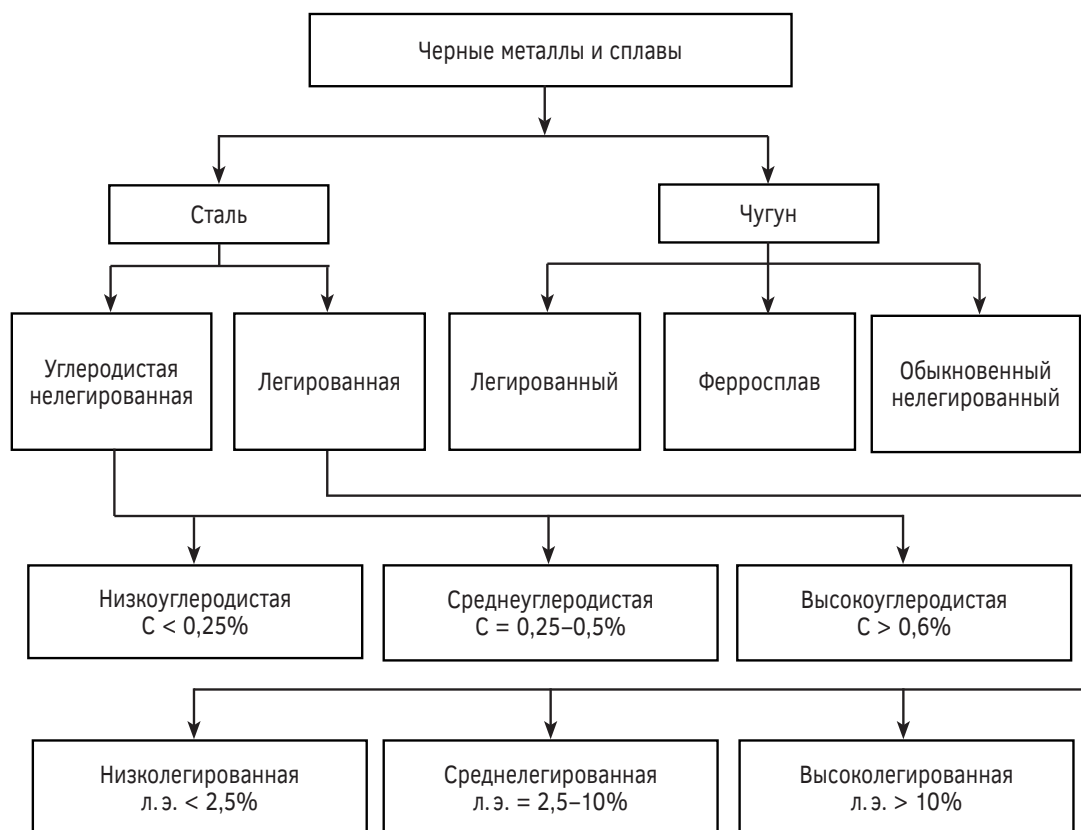 Черные металлы и сплавы
Сталь
Чугун
Углеродистая
нелегированная
Легированная
Легированный
Ферросплав
Обыкновенный
нелегированный
Низкоуглеродистая
С < 0,25%
Среднеуглеродистая
С = 0,25–0,5%
Высокоуглеродистая
С > 0,6%
Низколегированная
л. э. < 2,5%
Среднелегированная
л. э. = 2,5–10%
Высоколегированная
л. э. > 10%